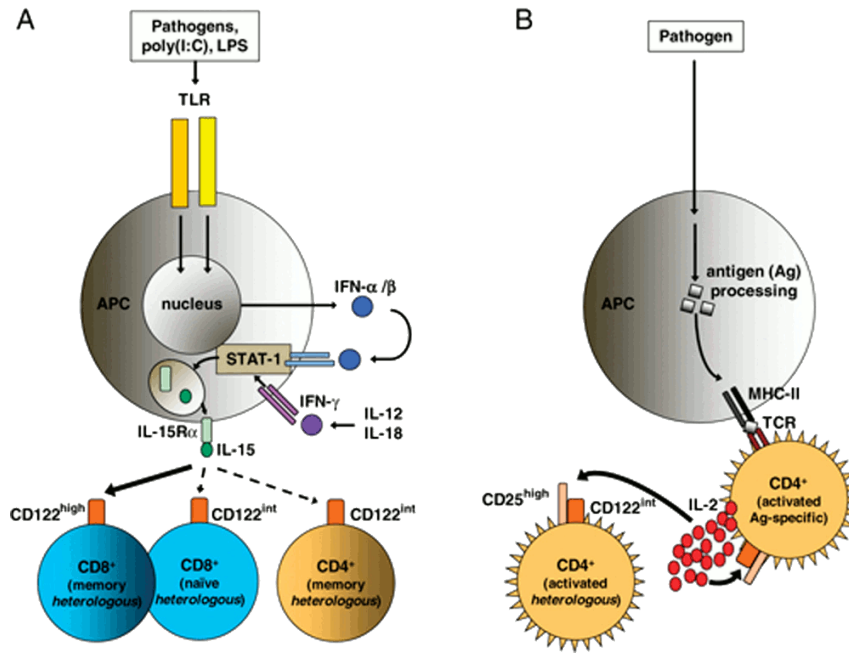 A
Pathogens,
poly(I:C), LPS
TLR
APC
nucleus
IFN-α /β
STAT-1
IFN-γ
IL-12
IL-18
IL-15Rα
IL-15
CD122high
CD122int
CD122int
CD8+
(memory
heterologous)
CD8+
(naïve
heterologous)
CD4+
(memory
heterologous)
B
Pathogen
APC
antigen (Ag)
processing
MHC-II
TCR
CD4+
(activated
Ag-specific)
IL-2
CD25high
CD122int
CD4+
(activated
heterologous)